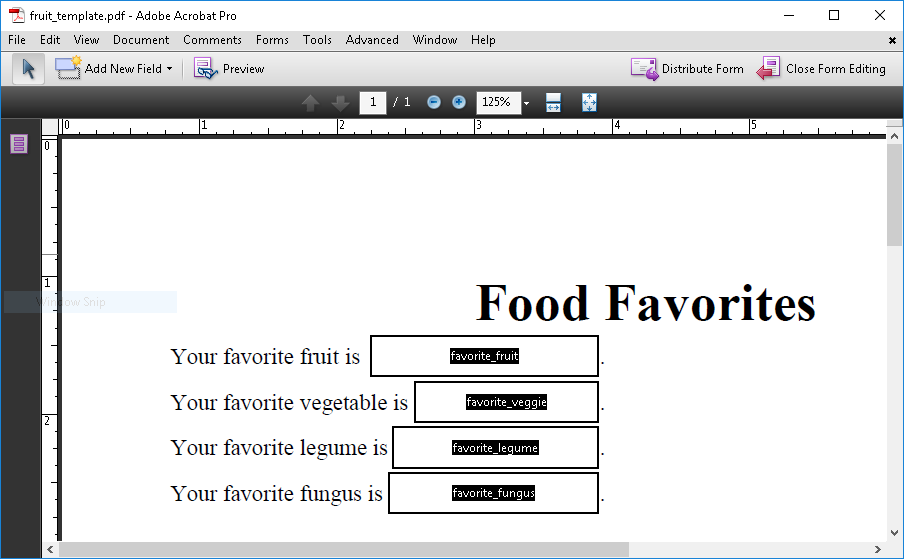 fruit_template.pdf - Adobe Acrobat Pro
File Edit View Document Comments Forms Tools Advanced Window Help
Add New Field Preview Distribute Form Close Form Editing
1 / 1 125%
0 1 2 3 4 5
0
1
Window Snip
Food Favorites
Your favorite fruit is favorite_fruit.
Your favorite vegetable is favorite_veggie.
2
Your favorite legume is favorite_legume.
Your favorite fungus is favorite_fungus.